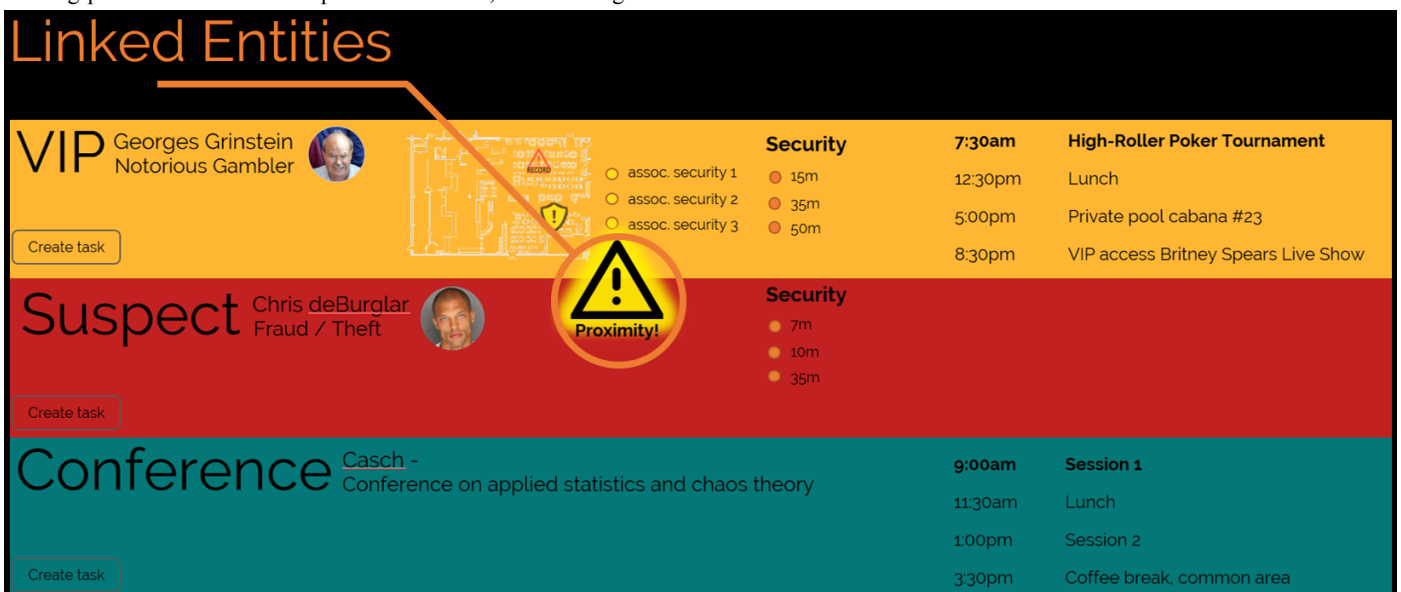 Linked Entities
VIP
Georges Grinstein
Notorious Gambler
RECORD
assoc. security 1
assoc. security 2
assoc. security 3
Security
15m
35m
50m
7:30am High-Roller Poker Tournament
12:30pm Lunch
5:00pm Private pool cabana #23
8:30pm VIP access Britney Spears Live Show
Create task
Suspect
Chris deBurglar
Fraud / Theft
Proximity!
Security
7m
10m
35m
Create task
Conference
Casch -
Conference on applied statistics and chaos theory
9:00am Session 1
11:30am Lunch
1:00pm Session 2
3:30pm Coffee break, common area
Create task